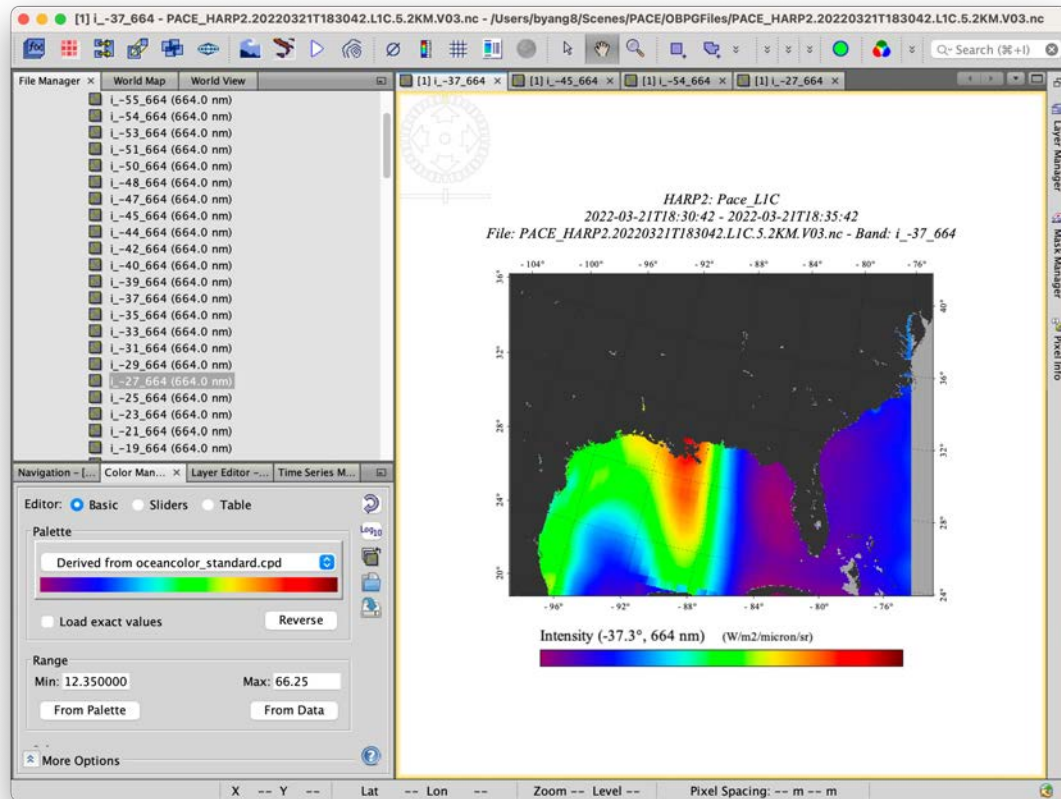 [1] i_-37_664 - PACE_HARP2.20220321T183042.L1C.5.2KM.V03.nc - /Users/byang8/Scenes/PACE/OBPGFiles/PACE_HARP2.20220321T183042.L1C.5.2KM.V03.nc
f(x)
Search (⌘+I)
File Manager World Map World View
[1] i_-37_664 [1] i_-45_664 [1] i_-54_664 [1] i_-27_664
i_-55_664 (664.0 nm)
i_-54_664 (664.0 nm)
i_-53_664 (664.0 nm)
i_-51_664 (664.0 nm)
i_-50_664 (664.0 nm)
i_-48_664 (664.0 nm)
i_-47_664 (664.0 nm)
i_-45_664 (664.0 nm)
i_-44_664 (664.0 nm)
i_-42_664 (664.0 nm)
i_-40_664 (664.0 nm)
i_-39_664 (664.0 nm)
i_-37_664 (664.0 nm)
i_-35_664 (664.0 nm)
i_-33_664 (664.0 nm)
i_-31_664 (664.0 nm)
i_-29_664 (664.0 nm)
i_-27_664 (664.0 nm)
i_-25_664 (664.0 nm)
i_-23_664 (664.0 nm)
i_-21_664 (664.0 nm)
i_-19_664 (664.0 nm)
Navigation – [... Color Man... Layer Editor –... Time Series M...
Editor: Basic Sliders Table
Palette
Log10
Derived from oceancolor_standard.cpd
Load exact values Reverse
Range
Min: 12.350000 Max: 66.25
From Palette From Data
More Options
HARP2: Pace_L1C
2022-03-21T18:30:42 - 2022-03-21T18:35:42
File: PACE_HARP2.20220321T183042.L1C.5.2KM.V03.nc - Band: i_-37_664
- 104° - 100° - 96° - 92° - 88° - 84° - 80° - 76°
36°
32°
28°
24°
20°
40°
36°
32°
28°
24°
- 96° - 92° - 88° - 84° - 80° - 76°
Intensity (-37.3°, 664 nm) (W/m2/micron/sr)
Layer Manager
Mask Manager
Pixel Info
X -- Y -- Lat -- Lon -- Zoom -- Level -- Pixel Spacing: -- m -- m